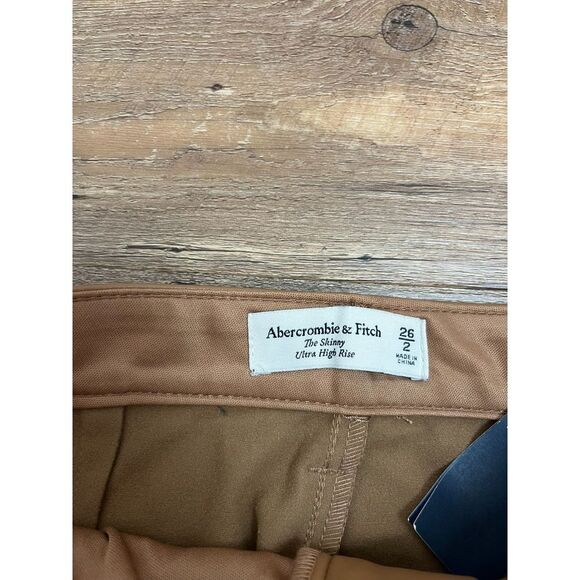 Abercrombie & Fitch
The Skinny
Ultra High Rise
26
2
MADE IN
CHINA